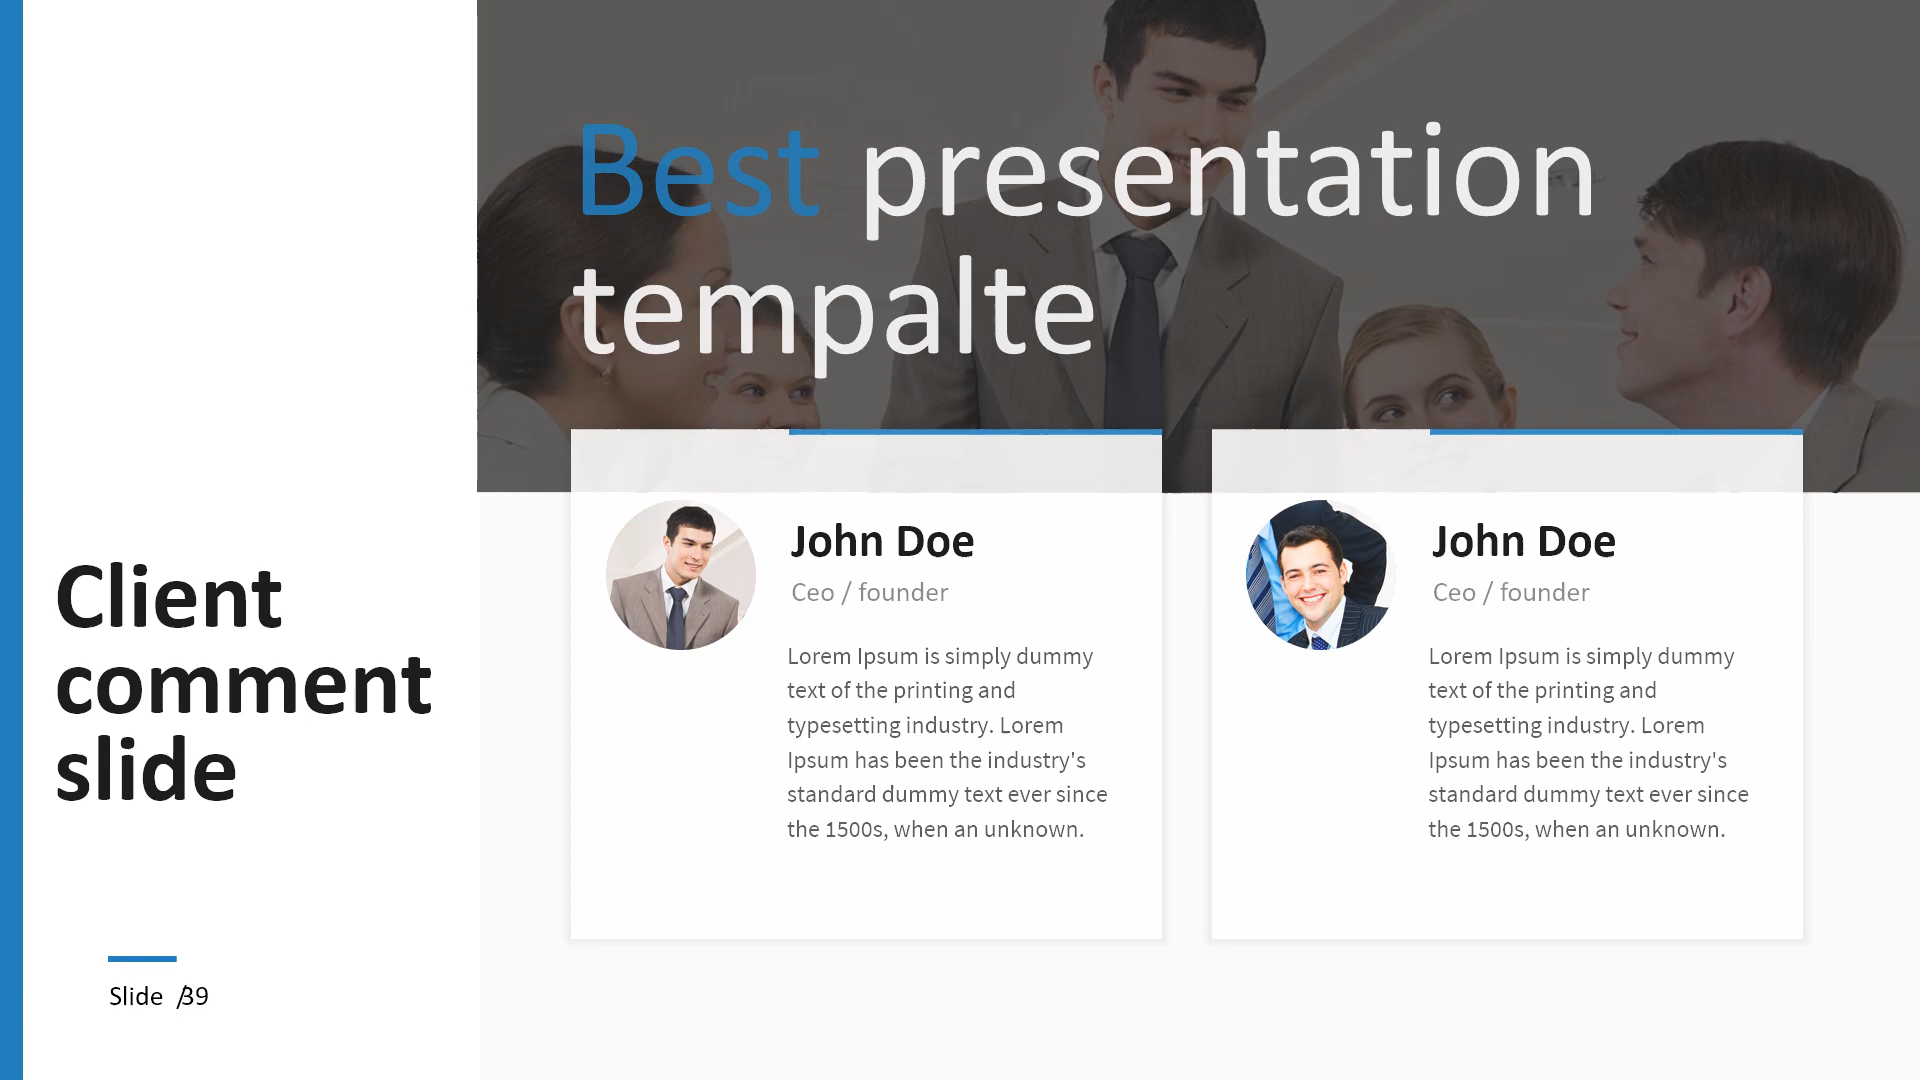 Best presentation
tempalte
Client
comment
slide
Slide /39
John Doe
Ceo / founder
Lorem Ipsum is simply dummy
text of the printing and
typesetting industry. Lorem
Ipsum has been the industry's
standard dummy text ever since
the 1500s, when an unknown.
John Doe
Ceo / founder
Lorem Ipsum is simply dummy
text of the printing and
typesetting industry. Lorem
Ipsum has been the industry's
standard dummy text ever since
the 1500s, when an unknown.